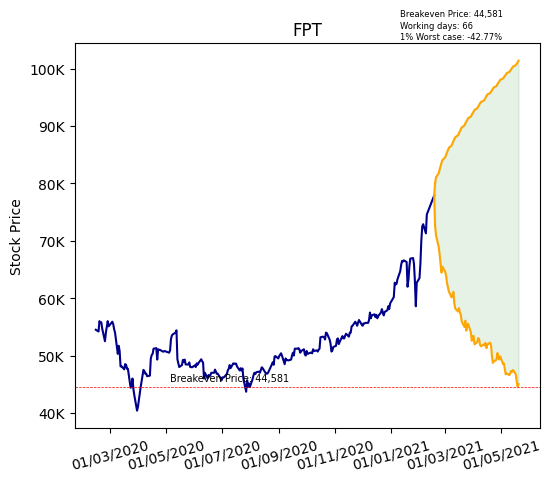 Breakeven Price: 44,581
Working days: 66
1% Worst case: -42.77%
FPT
Stock Price
100K
90K
80K
70K
60K
50K
40K
Breakeven Price: 44,581
01/03/2020
01/05/2020
01/07/2020
01/09/2020
01/11/2020
01/01/2021
01/03/2021
01/05/2021